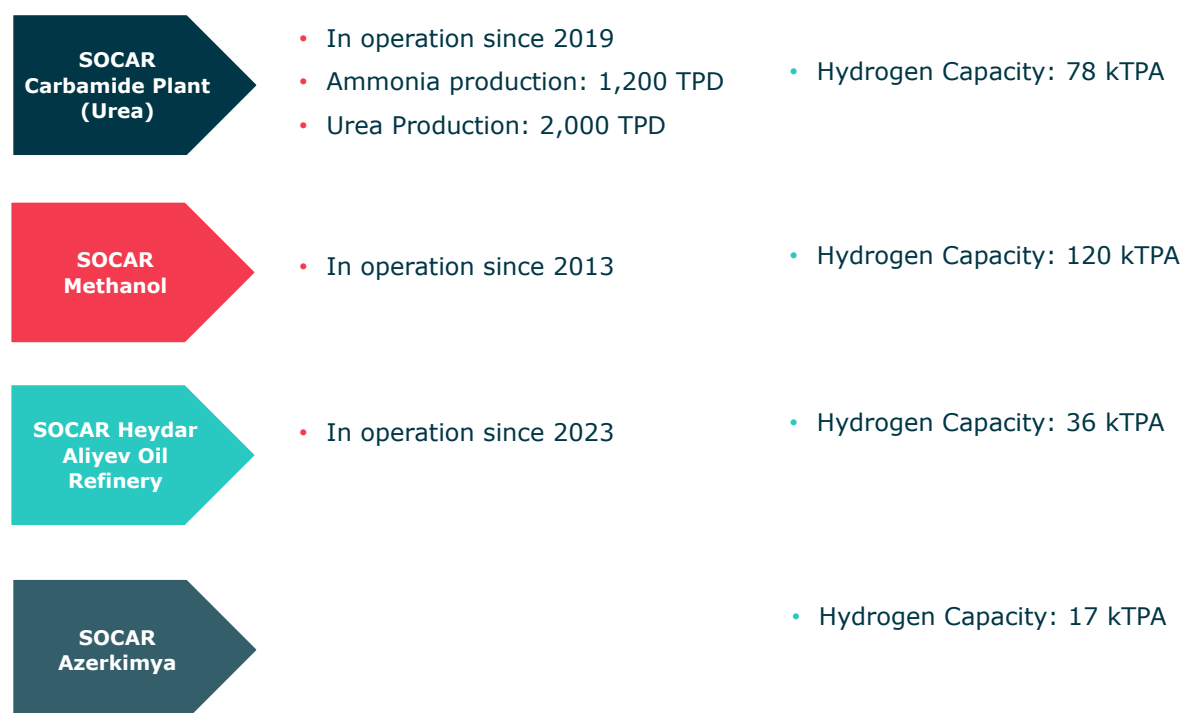 SOCAR
Carbamide Plant
(Urea)
• In operation since 2019
• Ammonia production: 1,200 TPD
• Urea Production: 2,000 TPD
• Hydrogen Capacity: 78 kTPA
SOCAR
Methanol
• In operation since 2013
• Hydrogen Capacity: 120 kTPA
SOCAR Heydar
Aliyev Oil
Refinery
• In operation since 2023
• Hydrogen Capacity: 36 kTPA
SOCAR
Azerkimya
• Hydrogen Capacity: 17 kTPA